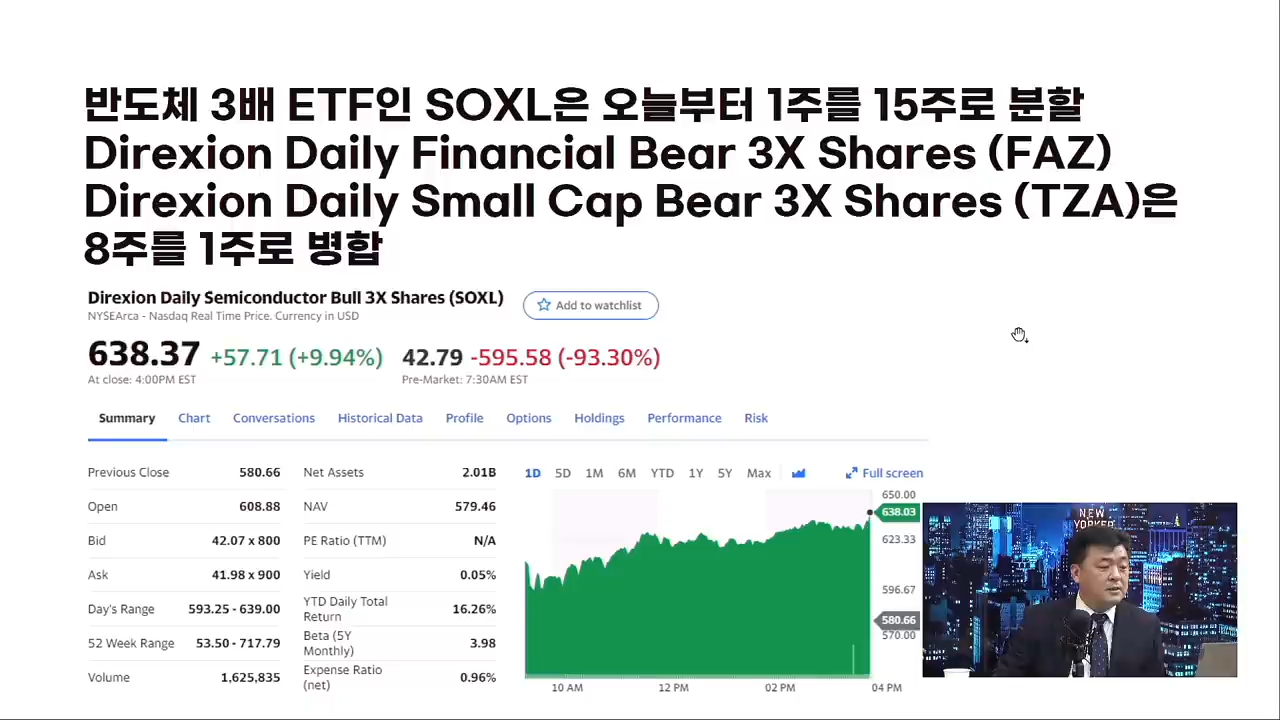 반도체 3배 ETF인 SOXL은 오늘부터 1주를 15주로 분할
Direxion Daily Financial Bear 3X Shares (FAZ)
Direxion Daily Small Cap Bear 3X Shares (TZA)은
8주를 1주로 병합
Direxion Daily Semiconductor Bull 3X Shares (SOXL)
Add to watchlist
NYSEArca - Nasdaq Real Time Price. Currency in USD
638.37 +57.71 (+9.94%) 42.79 -595.58 (-93.30%)
At close: 4:00PM EST Pre-Market: 7:30AM EST
Summary Chart Conversations Historical Data Profile Options Holdings Performance Risk
Previous Close 580.66
Open 608.88
Bid 42.07 x 800
Ask 41.98 x 900
Day's Range 593.25 - 639.00
52 Week Range 53.50 - 717.79
Volume 1,625,835
Net Assets 2.01B
NAV 579.46
PE Ratio (TTM) N/A
Yield 0.05%
YTD Daily Total
Return 16.26%
Beta (5Y
Monthly) 3.98
Expense Ratio
(net) 0.96%
1D 5D 1M 6M YTD 1Y 5Y Max Full screen
650.00
638.03
623.33
596.67
580.66
570.00
10 AM 12 PM 02 PM 04 PM
NEW
YORKER